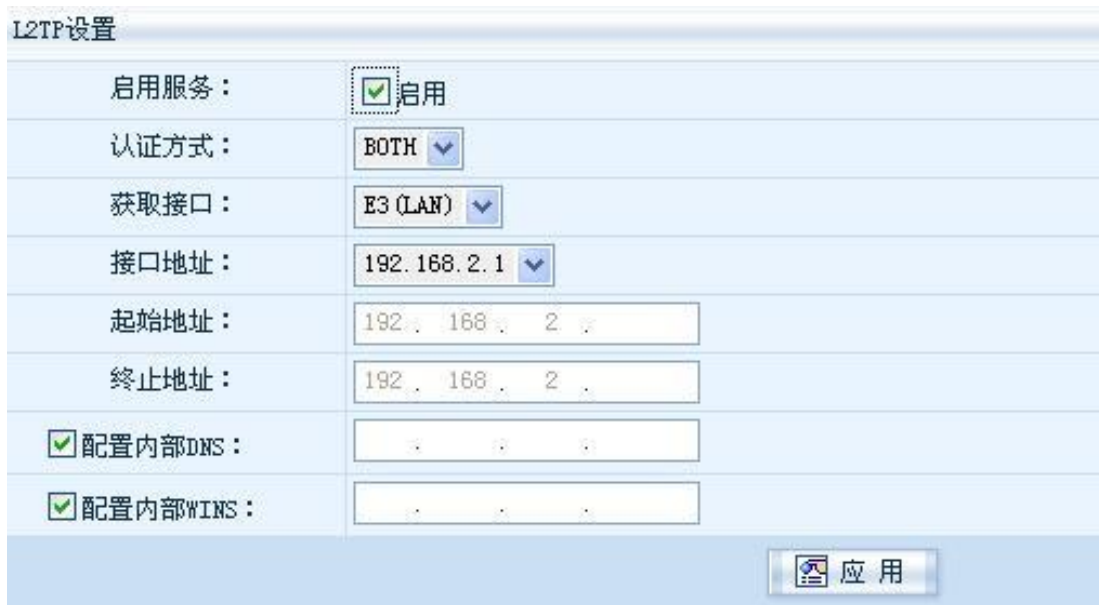 L2TP设置
启用服务： 启用
认证方式： BOTH
获取接口： E3(LAN)
接口地址： 192.168.2.1
起始地址： 192. 168. 2 .
终止地址： 192. 168. 2 .
配置内部DNS： . . .
配置内部WINS： . . .
应 用